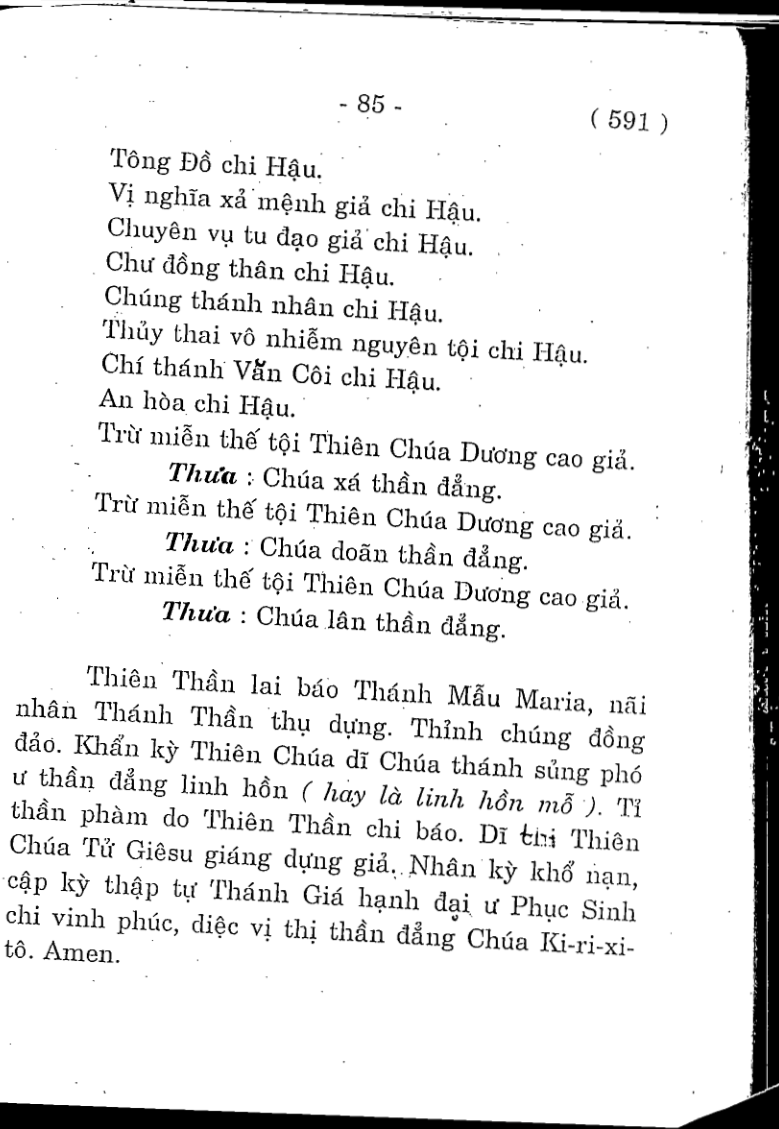 - 85 -
( 591 )
Tông Đồ chi Hậu.
Vị nghĩa xả mệnh giả chi Hậu.
Chuyên vụ tu đạo giả chi Hậu.
Chư đồng thân chi Hậu.
Chúng thánh nhân chi Hậu.
Thủy thai vô nhiễm nguyên tội chi Hậu.
Chí thánh Văn Côi chi Hậu.
An hòa chi Hậu.
Trừ miễn thế tội Thiên Chúa Dương cao giả.
Thưa : Chúa xá thần đẳng.
Trừ miễn thế tội Thiên Chúa Dương cao giả.
Thưa : Chúa doãn thần đẳng.
Trừ miễn thế tội Thiên Chúa Dương cao giả.
Thưa : Chúa lân thần đẳng.
Thiên Thần lai báo Thánh Mẫu Maria, nãi
nhân Thánh Thần thụ dựng. Thỉnh chúng đồng
đảo. Khẩn kỳ Thiên Chúa dĩ Chúa thánh sủng phó
ư thần đẳng linh hồn ( hay là linh hồn mỗ ). Tỉ
thần phàm do Thiên Thần chi báo. Dĩ thi Thiên
Chúa Tử Giêsu giáng dựng giả. Nhân kỳ khổ nạn,
cập kỳ thập tự Thánh Giá hạnh đại ư Phục Sinh
chi vinh phúc, diệc vị thị thần đẳng Chúa Ki-ri-xi-
tô. Amen.